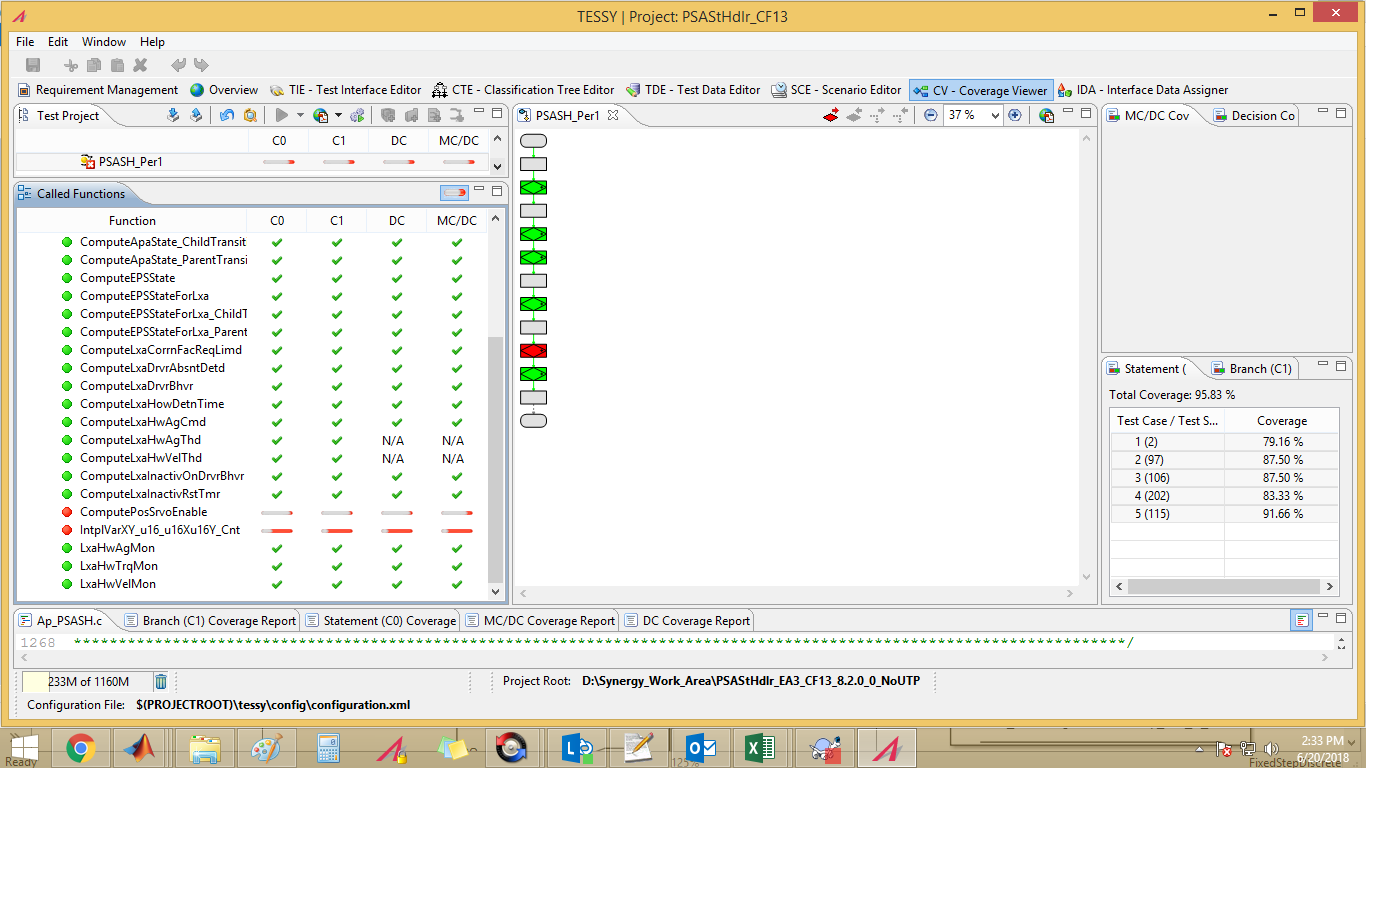 TESSY | Project: PSAStHdlr_CF13
File Edit Window Help
Requirement Management Overview TIE - Test Interface Editor CTE - Classification Tree Editor TDE - Test Data Editor SCE - Scenario Editor CV - Coverage Viewer IDA - Interface Data Assigner
Test Project
C0 C1 DC MC/DC
PSASH_Per1
Called Functions
Function C0 C1 DC MC/DC
ComputeApaState_ChildTransit
ComputeApaState_ParentTransi
ComputeEPSState
ComputeEPSStateForLxa
ComputeEPSStateForLxa_ChildT
ComputeEPSStateForLxa_Parent
ComputeLxaCorrnFacReqLimd
ComputeLxaDrvrAbsntDetd
ComputeLxaDrvrBhvr
ComputeLxaHowDetnTime
ComputeLxaHwAgCmd
ComputeLxaHwAgThd N/A N/A
ComputeLxaHwVelThd N/A N/A
ComputeLxaInactivOnDrvrBhvr
ComputeLxaInactivRstTmr
ComputePosSrvoEnable
IntplVarXY_u16_u16Xu16Y_Cnt
LxaHwAgMon
LxaHwTrqMon
LxaHwVelMon
PSASH_Per1
37 %
MC/DC Cov Decision Co
Statement ( Branch (C1)
Total Coverage: 95.83 %
Test Case / Test S... Coverage
1 (2) 79.16 %
2 (97) 87.50 %
3 (106) 87.50 %
4 (202) 83.33 %
5 (115) 91.66 %
Ap_PSASH.c Branch (C1) Coverage Report Statement (C0) Coverage MC/DC Coverage Report DC Coverage Report
1268 *********************************************************************************************************************/
233M of 1160M Project Root: D:\Synergy_Work_Area\PSAStHdlr_EA3_CF13_8.2.0_0_NoUTP
Configuration File: $(PROJECTROOT)\tessy\config\configuration.xml
2:33 PM
6/20/2018
Ready 125% FixedStepDiscrete